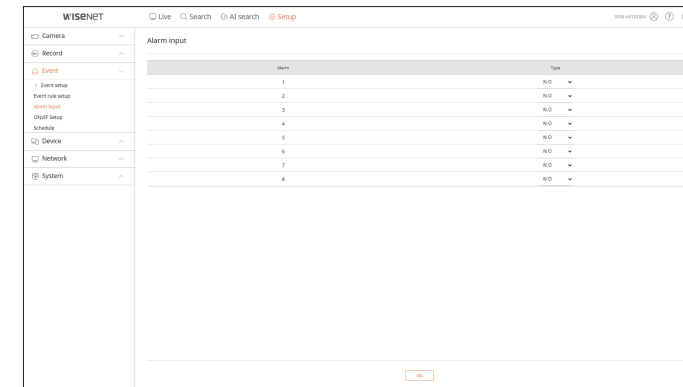 WISENET
Live Search AI search Setup
Camera
Record
Event
Event setup
Event rule setup
Alarm input
ONVIF Setup
Schedule
Device
Network
System
Alarm input
Alarm Type
1 N.O
2 N.O
3 N.O
4 N.O
5 N.O
6 N.O
7 N.O
8 N.O
Ok